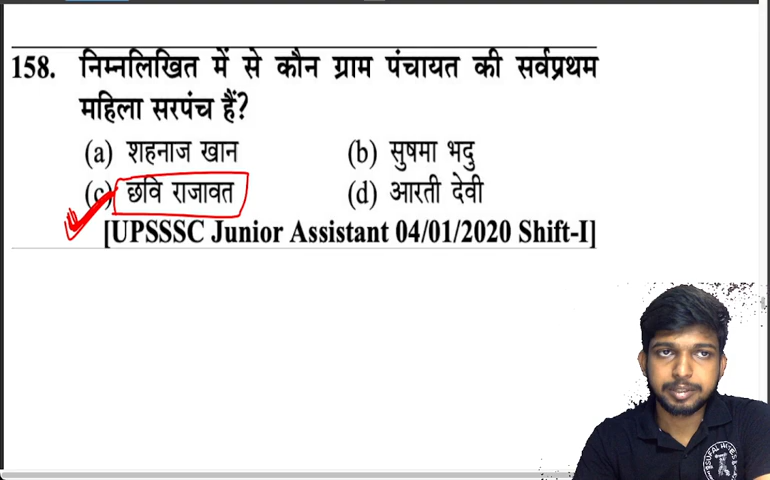 158. निम्नलिखित में से कौन ग्राम पंचायत की सर्वप्रथम
महिला सरपंच हैं?
(a) शहनाज खान (b) सुषमा भदु
(c) छवि राजावत (d) आरती देवी
[UPSSSC Junior Assistant 04/01/2020 Shift-I]